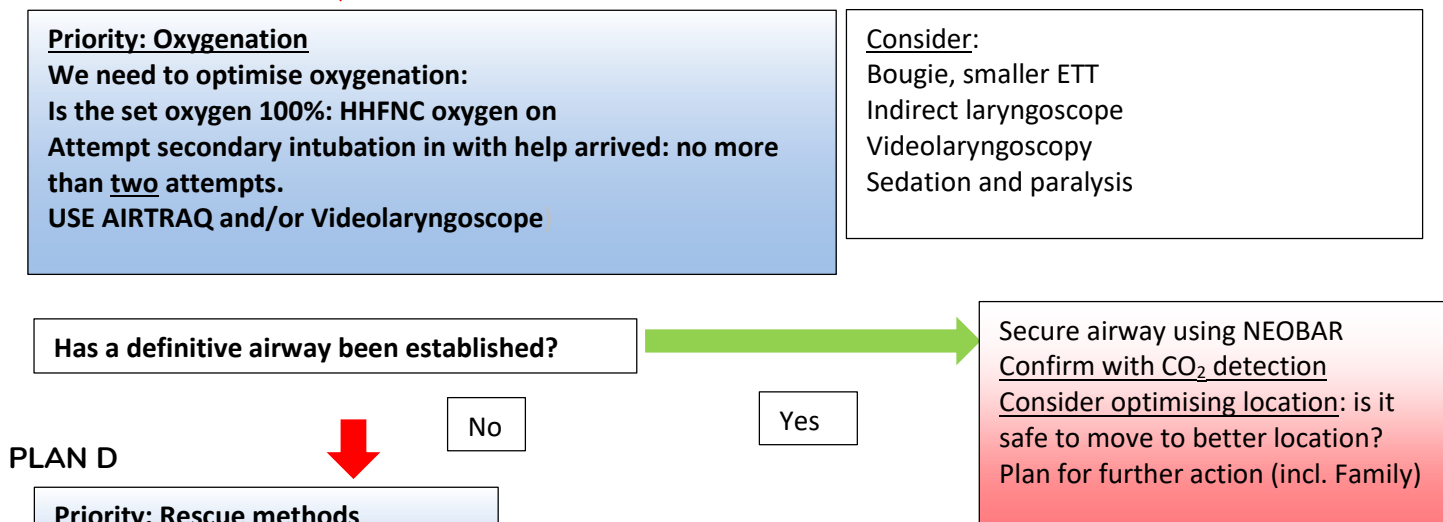 Priority: Oxygenation
We need to optimise oxygenation:
Is the set oxygen 100%: HHFNC oxygen on
Attempt secondary intubation in with help arrived: no more
than two attempts.
USE AIRTRAQ and/or Videolaryngoscope
Consider:
Bougie, smaller ETT
Indirect laryngoscope
Videolaryngoscopy
Sedation and paralysis
Has a definitive airway been established?
Secure airway using NEOBAR
Confirm with CO₂ detection
Consider optimising location: is it
safe to move to better location?
Plan for further action (incl. Family)
No
Yes
PLAN D
Priority: Rescue methods